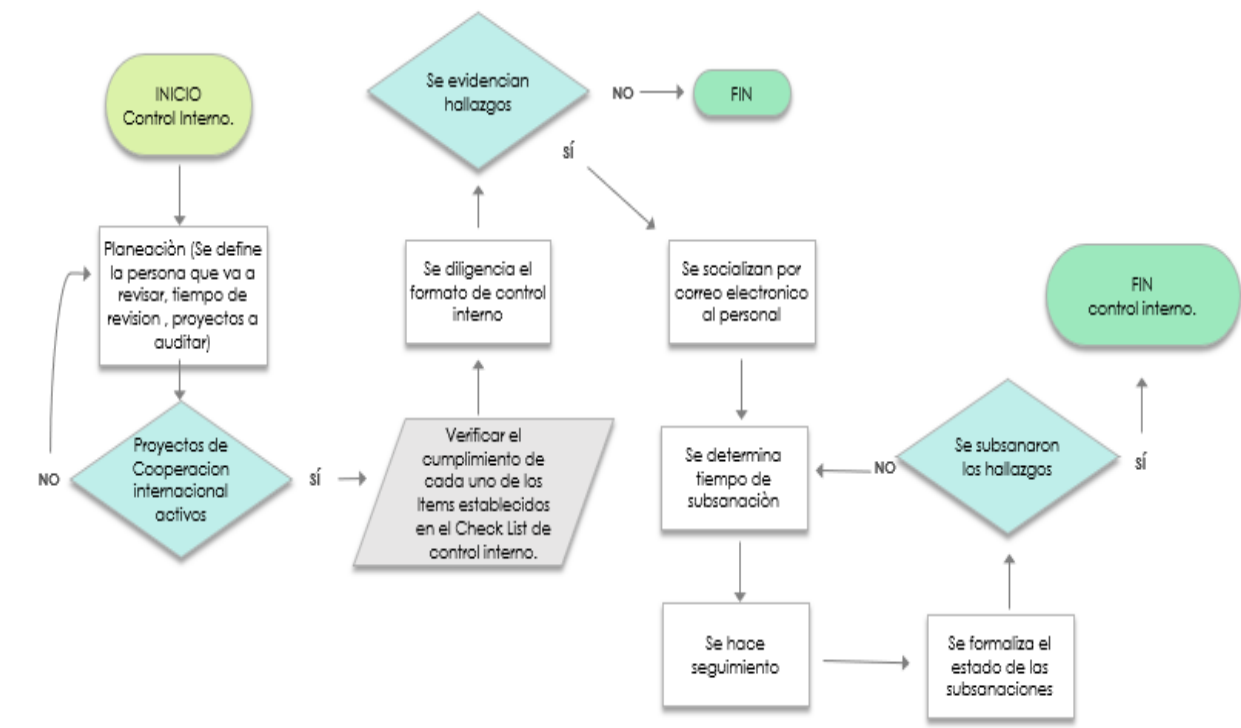 INICIO
Control Interno.
Planeaciòn (Se define
la persona que va a
revisar, tiempo de
revision , proyectos a
auditar)
NO
Proyectos de
Cooperacion
internacional
activos
sí
Verificar el
cumplimiento de
cada uno de los
Items establecidos
en el Check List de
control interno.
Se diligencia el
formato de control
interno
Se evidencian
hallazgos
NO
FIN
sí
Se socializan por
correo electronico
al personal
Se determina
tiempo de
subsanaciòn
Se hace
seguimiento
Se formaliza el
estado de las
subsanaciones
Se subsanaron
los hallazgos
NO
sí
FIN
control interno.